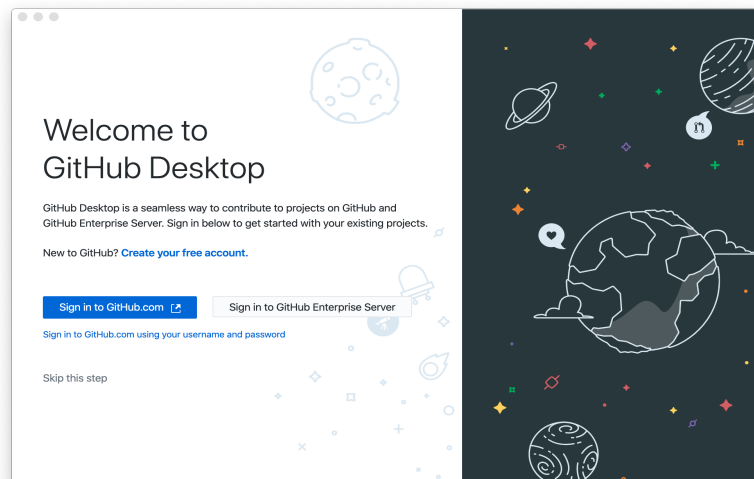 Welcome to
GitHub Desktop
GitHub Desktop is a seamless way to contribute to projects on GitHub and
GitHub Enterprise Server. Sign in below to get started with your existing projects.
New to GitHub? Create your free account.
Sign in to GitHub.com
Sign in to GitHub Enterprise Server
Sign in to GitHub.com using your username and password
Skip this step